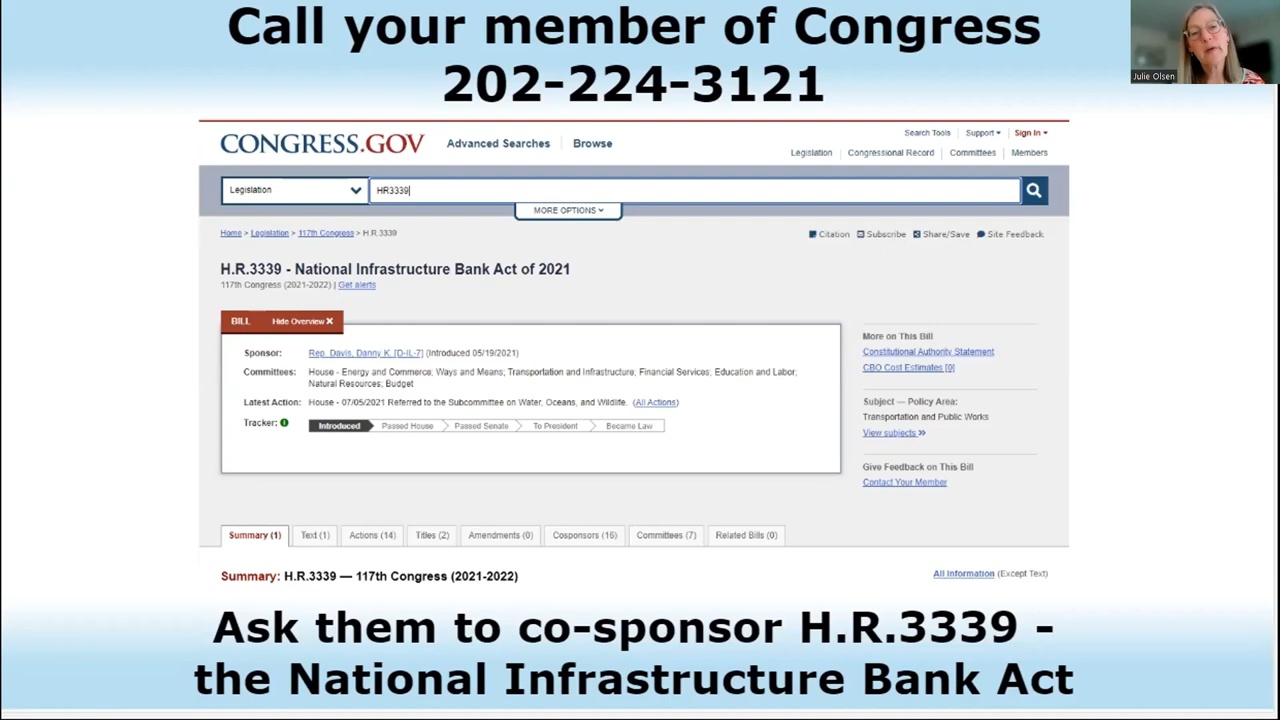 Call your member of Congress
202-224-3121
Julie Olsen
CONGRESS.GOV
Advanced Searches
Browse
Search Tools
Support
Sign In
Legislation
Congressional Record
Committees
Members
Legislation
HR3339
MORE OPTIONS
Home > Legislation > 117th Congress > H.R.3339
Citation
Subscribe
Share/Save
Site Feedback
H.R.3339 - National Infrastructure Bank Act of 2021
117th Congress (2021-2022) | Get alerts
BILL
Hide Overview ✕
Sponsor:
Rep. Davis, Danny K. [D-IL-7] (Introduced 05/19/2021)
Committees:
House - Energy and Commerce; Ways and Means; Transportation and Infrastructure; Financial Services; Education and Labor;
Natural Resources; Budget
Latest Action:
House - 07/05/2021 Referred to the Subcommittee on Water, Oceans, and Wildlife. (All Actions)
Tracker:
Introduced
Passed House
Passed Senate
To President
Became Law
More on This Bill
Constitutional Authority Statement
CBO Cost Estimates [0]
Subject — Policy Area:
Transportation and Public Works
View subjects »
Give Feedback on This Bill
Contact Your Member
Summary (1)
Text (1)
Actions (14)
Titles (2)
Amendments (0)
Cosponsors (16)
Committees (7)
Related Bills (0)
Summary: H.R.3339 — 117th Congress (2021-2022)
All Information (Except Text)
Ask them to co-sponsor H.R.3339 -
the National Infrastructure Bank Act